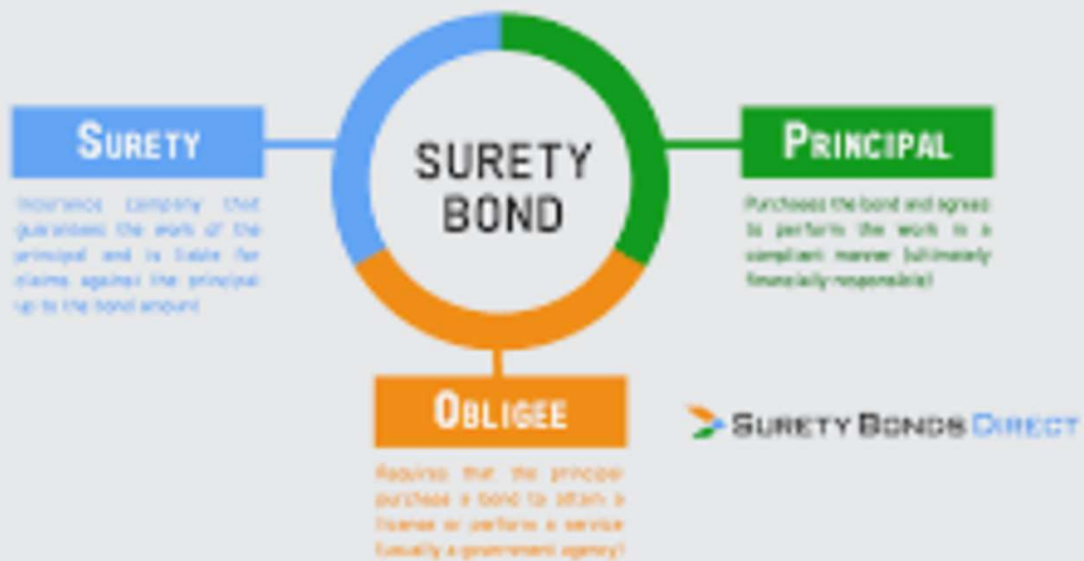 SURETY
BOND
SURETY
Insurance company that
guarantees the work of the
principal and is liable for
claims against the principal
up to the bond amount
PRINCIPAL
Purchases the bond and agrees
to perform the work in a
compliant manner (ultimately
financially responsible)
OBLIGEE
Requires that the principal
purchase a bond to attain a
license or perform a service
(usually a government agency)
SURETY BONDS DIRECT